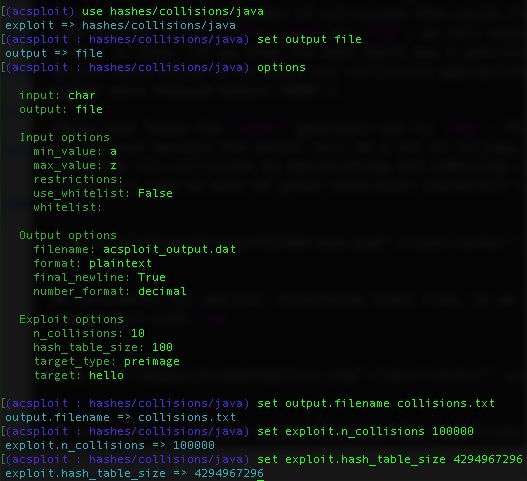 [(acsploit) use hashes/collisions/java
exploit => hashes/collisions/java
[(acsploit : hashes/collisions/java) set output file
output => file
[(acsploit : hashes/collisions/java) options
input: char
output: file
Input options
min_value: a
max_value: z
restrictions:
use_whitelist: False
whitelist:
Output options
filename: acsploit_output.dat
format: plaintext
final_newline: True
number_format: decimal
Exploit options
n_collisions: 10
hash_table_size: 100
target_type: preimage
target: hello
[(acsploit : hashes/collisions/java) set output.filename collisions.txt
output.filename => collisions.txt
[(acsploit : hashes/collisions/java) set exploit.n_collisions 100000
exploit.n_collisions => 100000
[(acsploit : hashes/collisions/java) set exploit.hash_table_size 4294967296
exploit.hash_table_size => 4294967296